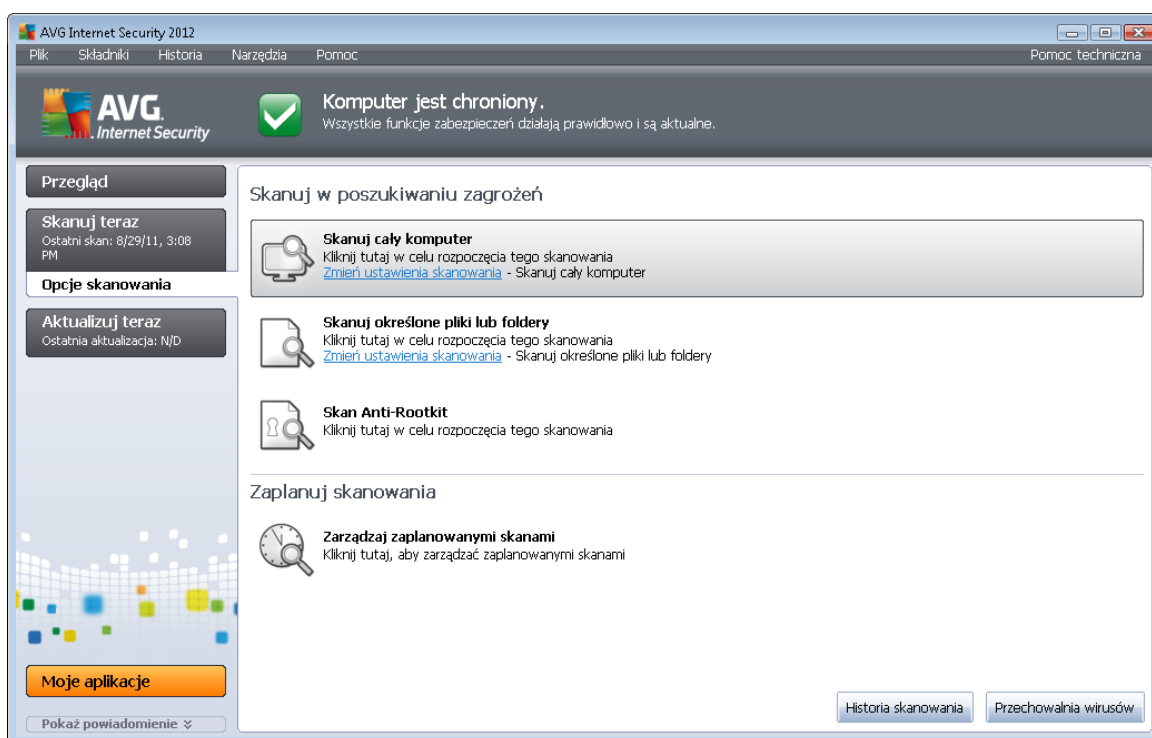 AVG Internet Security 2012
Plik Składniki Historia Narzędzia Pomoc Pomoc techniczna
AVG.
Internet Security
Komputer jest chroniony.
Wszystkie funkcje zabezpieczeń działają prawidłowo i są aktualne.
Przegląd
Skanuj teraz
Ostatni skan: 8/29/11, 3:08
PM
Opcje skanowania
Aktualizuj teraz
Ostatnia aktualizacja: N/D
Skanuj w poszukiwaniu zagrożeń
Skanuj cały komputer
Kliknij tutaj w celu rozpoczęcia tego skanowania
Zmień ustawienia skanowania - Skanuj cały komputer
Skanuj określone pliki lub foldery
Kliknij tutaj w celu rozpoczęcia tego skanowania
Zmień ustawienia skanowania - Skanuj określone pliki lub foldery
Skan Anti-Rootkit
Kliknij tutaj w celu rozpoczęcia tego skanowania
Zaplanuj skanowania
Zarządzaj zaplanowanymi skanami
Kliknij tutaj, aby zarządzać zaplanowanymi skanami
Moje aplikacje
Pokaż powiadomienie
Historia skanowania Przechowalnia wirusów